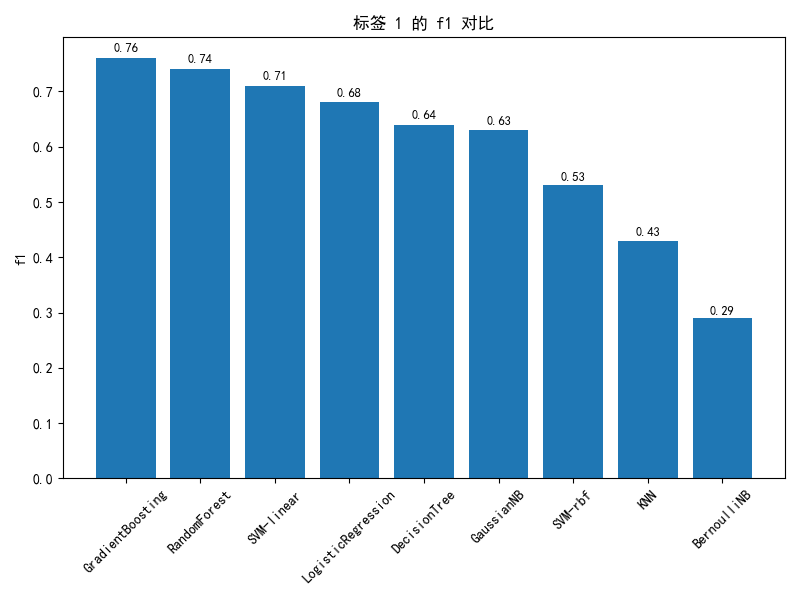 标签 1 的 f1 对比
f1
0.7
0.6
0.5
0.4
0.3
0.2
0.1
0.0
0.76
0.74
0.71
0.68
0.64
0.63
0.53
0.43
0.29
GradientBoosting
RandomForest
SVM-linear
LogisticRegression
DecisionTree
GaussianNB
SVM-rbf
KNN
BernoulliNB